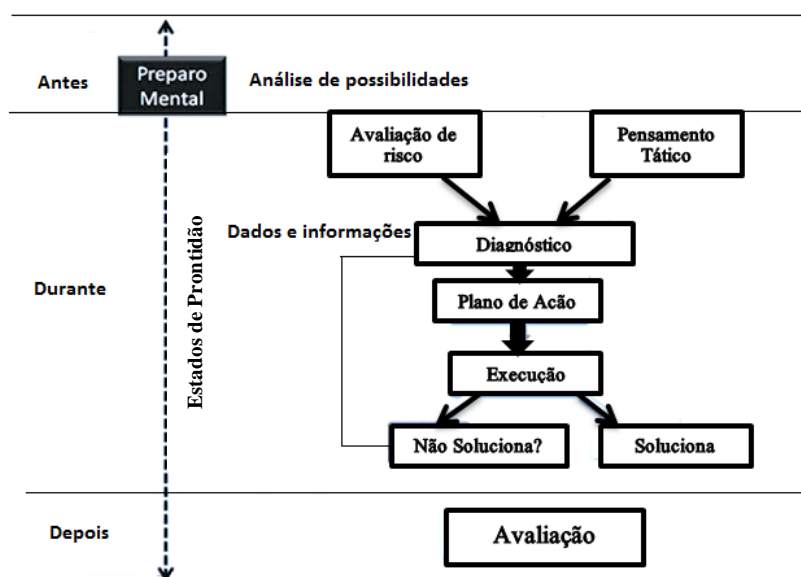 Antes
Preparo
Mental
Análise de possibilidades
Avaliação de
risco
Pensamento
Tático
Dados e informações
Diagnóstico
Durante
Estados de Prontidão
Plano de Acão
Execução
Não Soluciona?
Soluciona
Depois
Avaliação